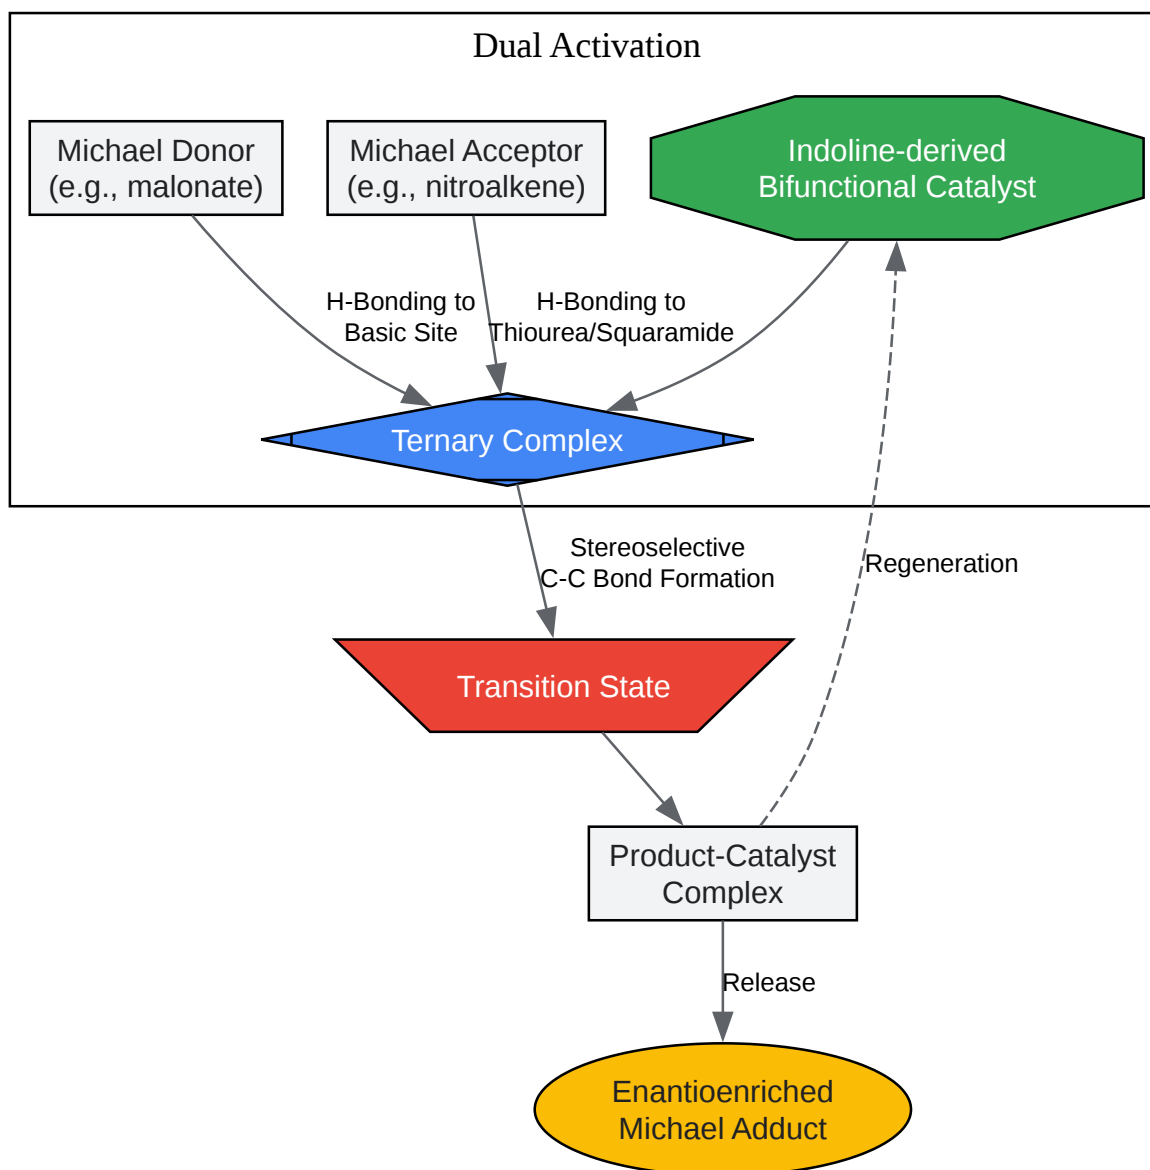 Dual Activation
Michael Donor
(e.g., malonate)
Michael Acceptor
(e.g., nitroalkene)
Indoline-derived
Bifunctional Catalyst
H-Bonding to
Basic Site
H-Bonding to
Thiourea/Squaramide
Ternary Complex
Stereoselective
C-C Bond Formation
Regeneration
Transition State
Product-Catalyst
Complex
Release
Enantioenriched
Michael Adduct